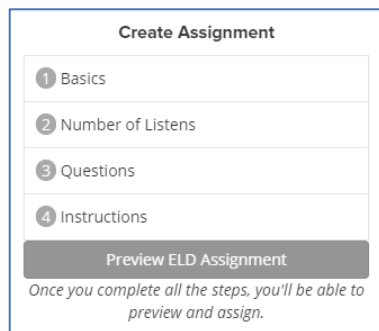 Create Assignment
1 Basics
2 Number of Listens
3 Questions
4 Instructions
Preview ELD Assignment
Once you complete all the steps, you'll be able to
preview and assign.